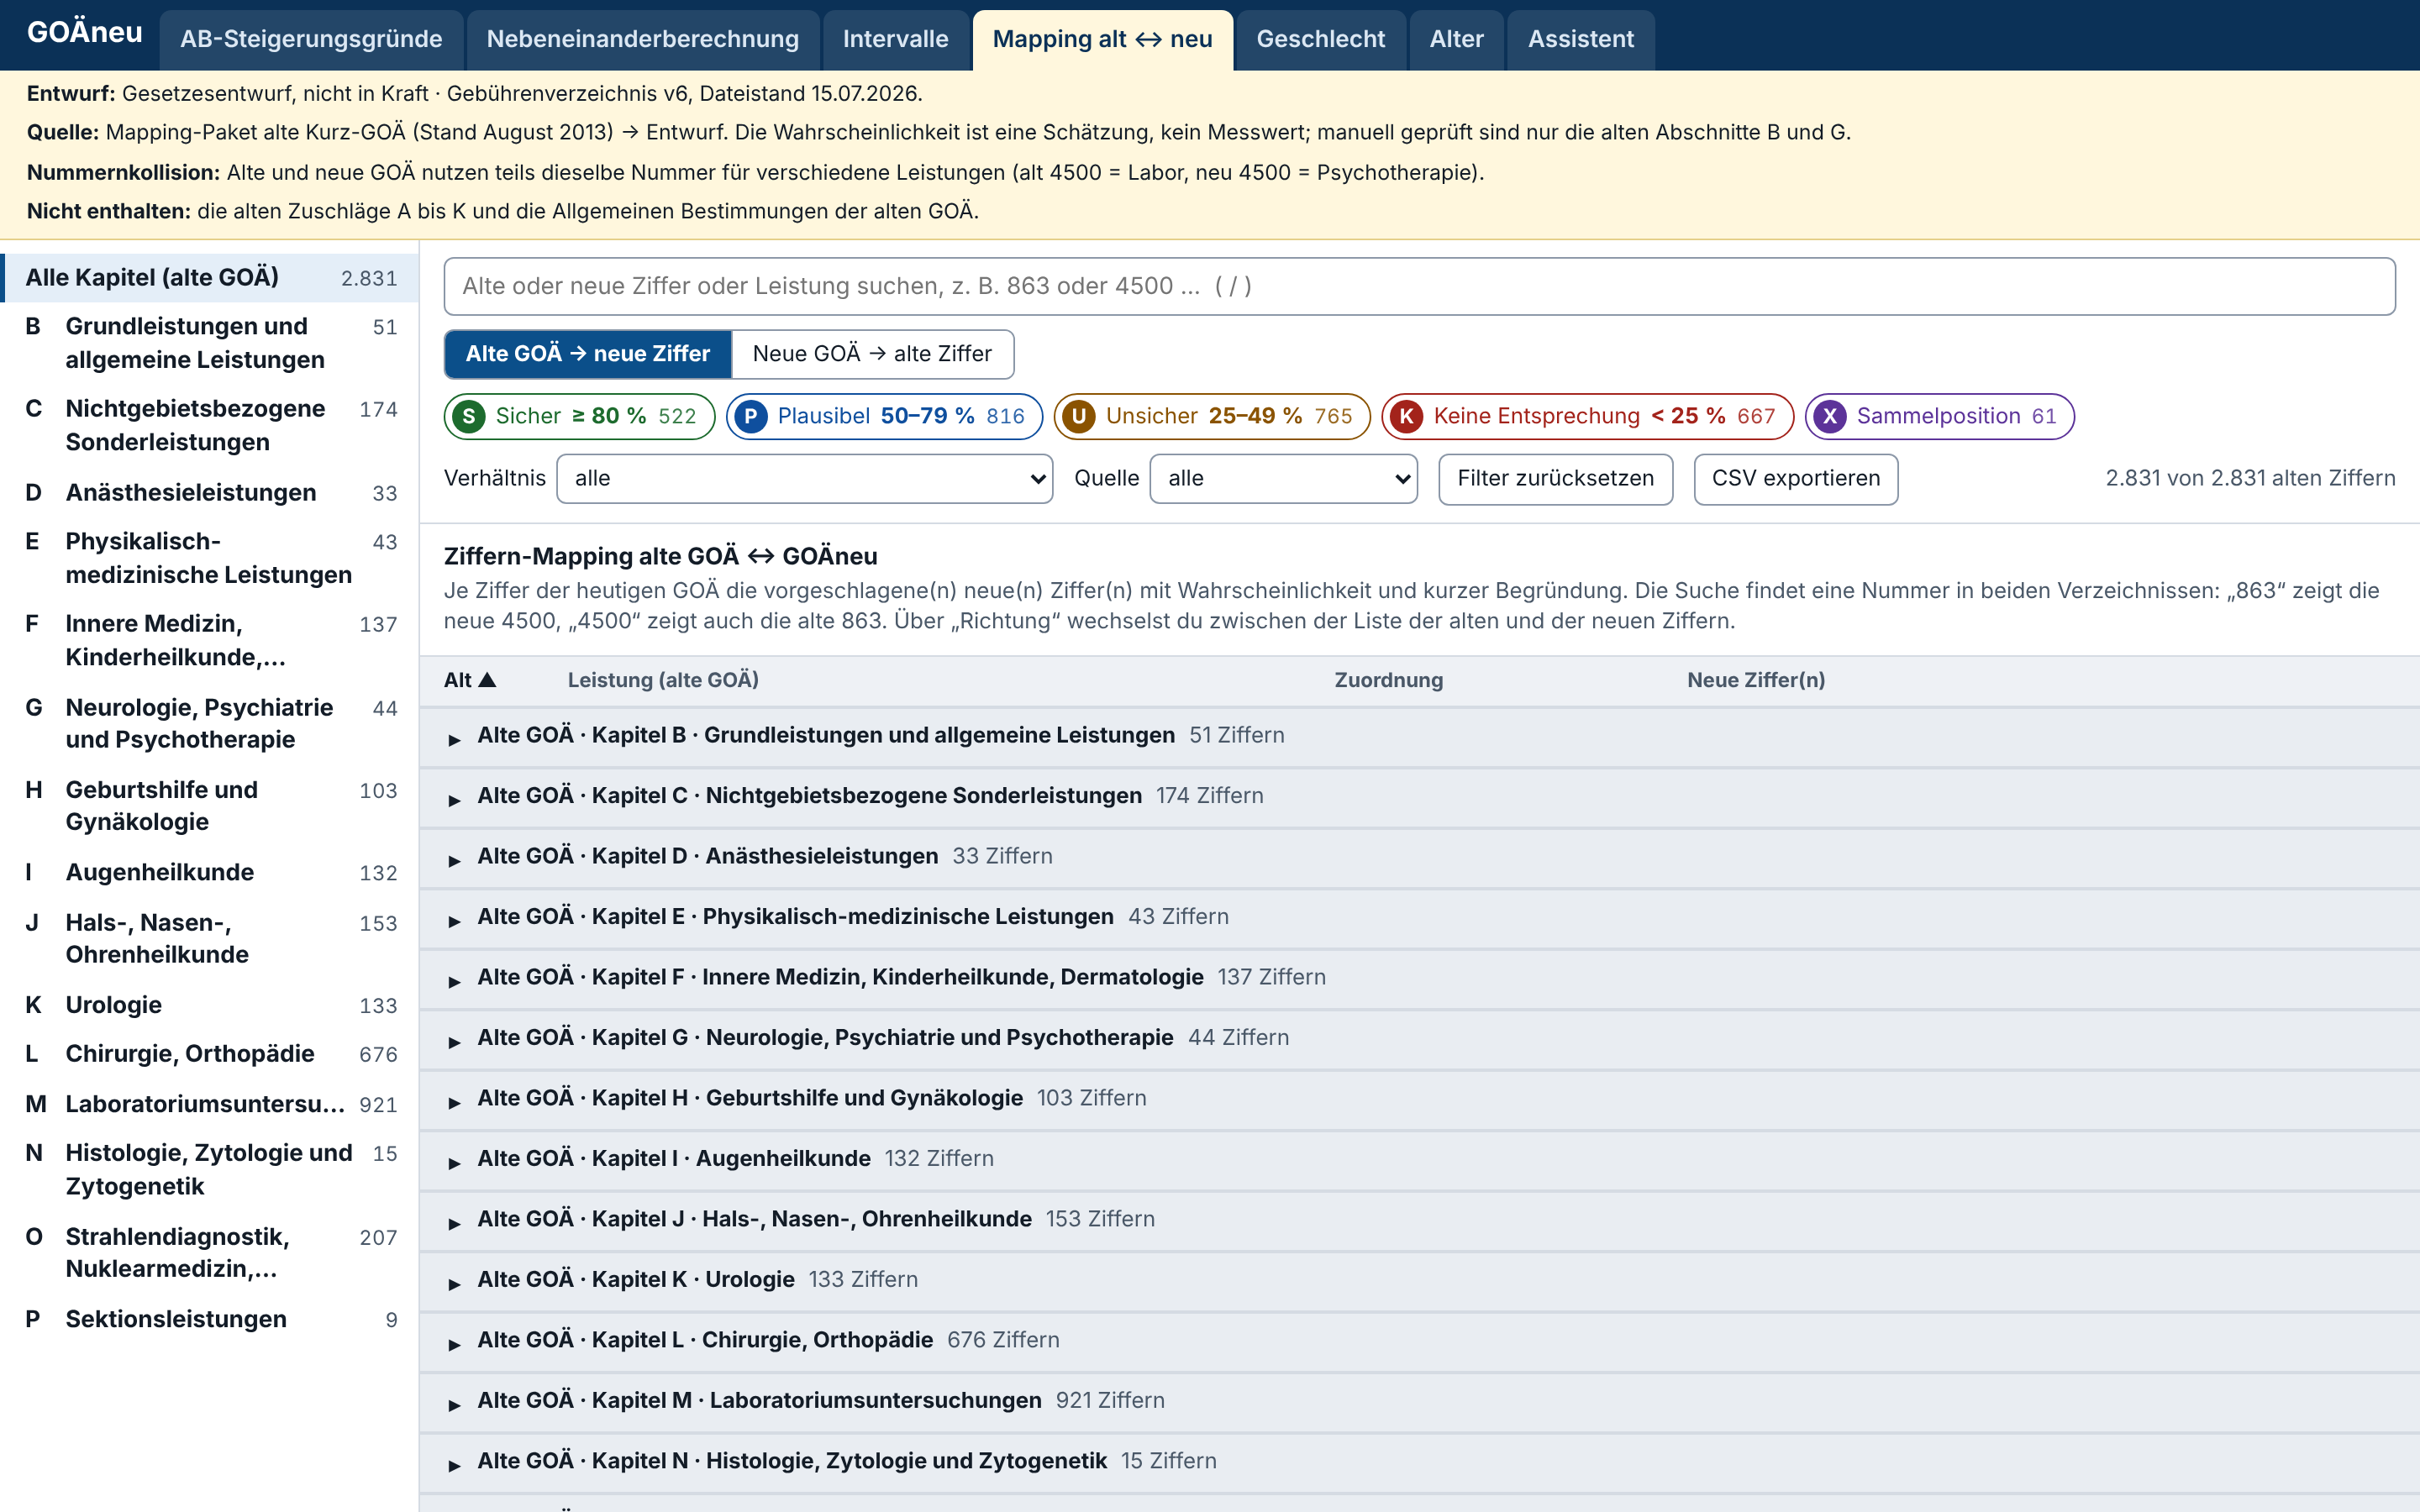 GOÄneu AB-Steigerungsgründe Nebeneinanderberechnung Intervalle Mapping alt ↔ neu Geschlecht Alter Assistent
Entwurf: Gesetzesentwurf, nicht in Kraft · Gebührenverzeichnis v6, Dateistand 15.07.2026.
Quelle: Mapping-Paket alte Kurz-GOÄ (Stand August 2013) → Entwurf. Die Wahrscheinlichkeit ist eine Schätzung, kein Messwert; manuell geprüft sind nur die alten Abschnitte B und G.
Nummernkollision: Alte und neue GOÄ nutzen teils dieselbe Nummer für verschiedene Leistungen (alt 4500 = Labor, neu 4500 = Psychotherapie).
Nicht enthalten: die alten Zuschläge A bis K und die Allgemeinen Bestimmungen der alten GOÄ.
Alle Kapitel (alte GOÄ) 2.831
B Grundleistungen und 51
allgemeine Leistungen
C Nichtgebietsbezogene 174
Sonderleistungen
D Anästhesieleistungen 33
E Physikalisch- 43
medizinische Leistungen
F Innere Medizin, 137
Kinderheilkunde,...
G Neurologie, Psychiatrie 44
und Psychotherapie
H Geburtshilfe und 103
Gynäkologie
I Augenheilkunde 132
J Hals-, Nasen-, 153
Ohrenheilkunde
K Urologie 133
L Chirurgie, Orthopädie 676
M Laboratoriumsuntersu... 921
N Histologie, Zytologie und 15
Zytogenetik
O Strahlendiagnostik, 207
Nuklearmedizin,...
P Sektionsleistungen 9
Alte oder neue Ziffer oder Leistung suchen, z. B. 863 oder 4500 … ( / )
Alte GOÄ → neue Ziffer Neue GOÄ → alte Ziffer
S Sicher ≥ 80 % 522 P Plausibel 50–79 % 816 U Unsicher 25–49 % 765 K Keine Entsprechung < 25 % 667 X Sammelposition 61
Verhältnis alle Quelle alle Filter zurücksetzen CSV exportieren 2.831 von 2.831 alten Ziffern
Ziffern-Mapping alte GOÄ ↔ GOÄneu
Je Ziffer der heutigen GOÄ die vorgeschlagene(n) neue(n) Ziffer(n) mit Wahrscheinlichkeit und kurzer Begründung. Die Suche findet eine Nummer in beiden Verzeichnissen: „863“ zeigt die
neue 4500, „4500“ zeigt auch die alte 863. Über „Richtung“ wechselst du zwischen der Liste der alten und der neuen Ziffern.
Alt ▲ Leistung (alte GOÄ) Zuordnung Neue Ziffer(n)
▶ Alte GOÄ · Kapitel B · Grundleistungen und allgemeine Leistungen 51 Ziffern
▶ Alte GOÄ · Kapitel C · Nichtgebietsbezogene Sonderleistungen 174 Ziffern
▶ Alte GOÄ · Kapitel D · Anästhesieleistungen 33 Ziffern
▶ Alte GOÄ · Kapitel E · Physikalisch-medizinische Leistungen 43 Ziffern
▶ Alte GOÄ · Kapitel F · Innere Medizin, Kinderheilkunde, Dermatologie 137 Ziffern
▶ Alte GOÄ · Kapitel G · Neurologie, Psychiatrie und Psychotherapie 44 Ziffern
▶ Alte GOÄ · Kapitel H · Geburtshilfe und Gynäkologie 103 Ziffern
▶ Alte GOÄ · Kapitel I · Augenheilkunde 132 Ziffern
▶ Alte GOÄ · Kapitel J · Hals-, Nasen-, Ohrenheilkunde 153 Ziffern
▶ Alte GOÄ · Kapitel K · Urologie 133 Ziffern
▶ Alte GOÄ · Kapitel L · Chirurgie, Orthopädie 676 Ziffern
▶ Alte GOÄ · Kapitel M · Laboratoriumsuntersuchungen 921 Ziffern
▶ Alte GOÄ · Kapitel N · Histologie, Zytologie und Zytogenetik 15 Ziffern